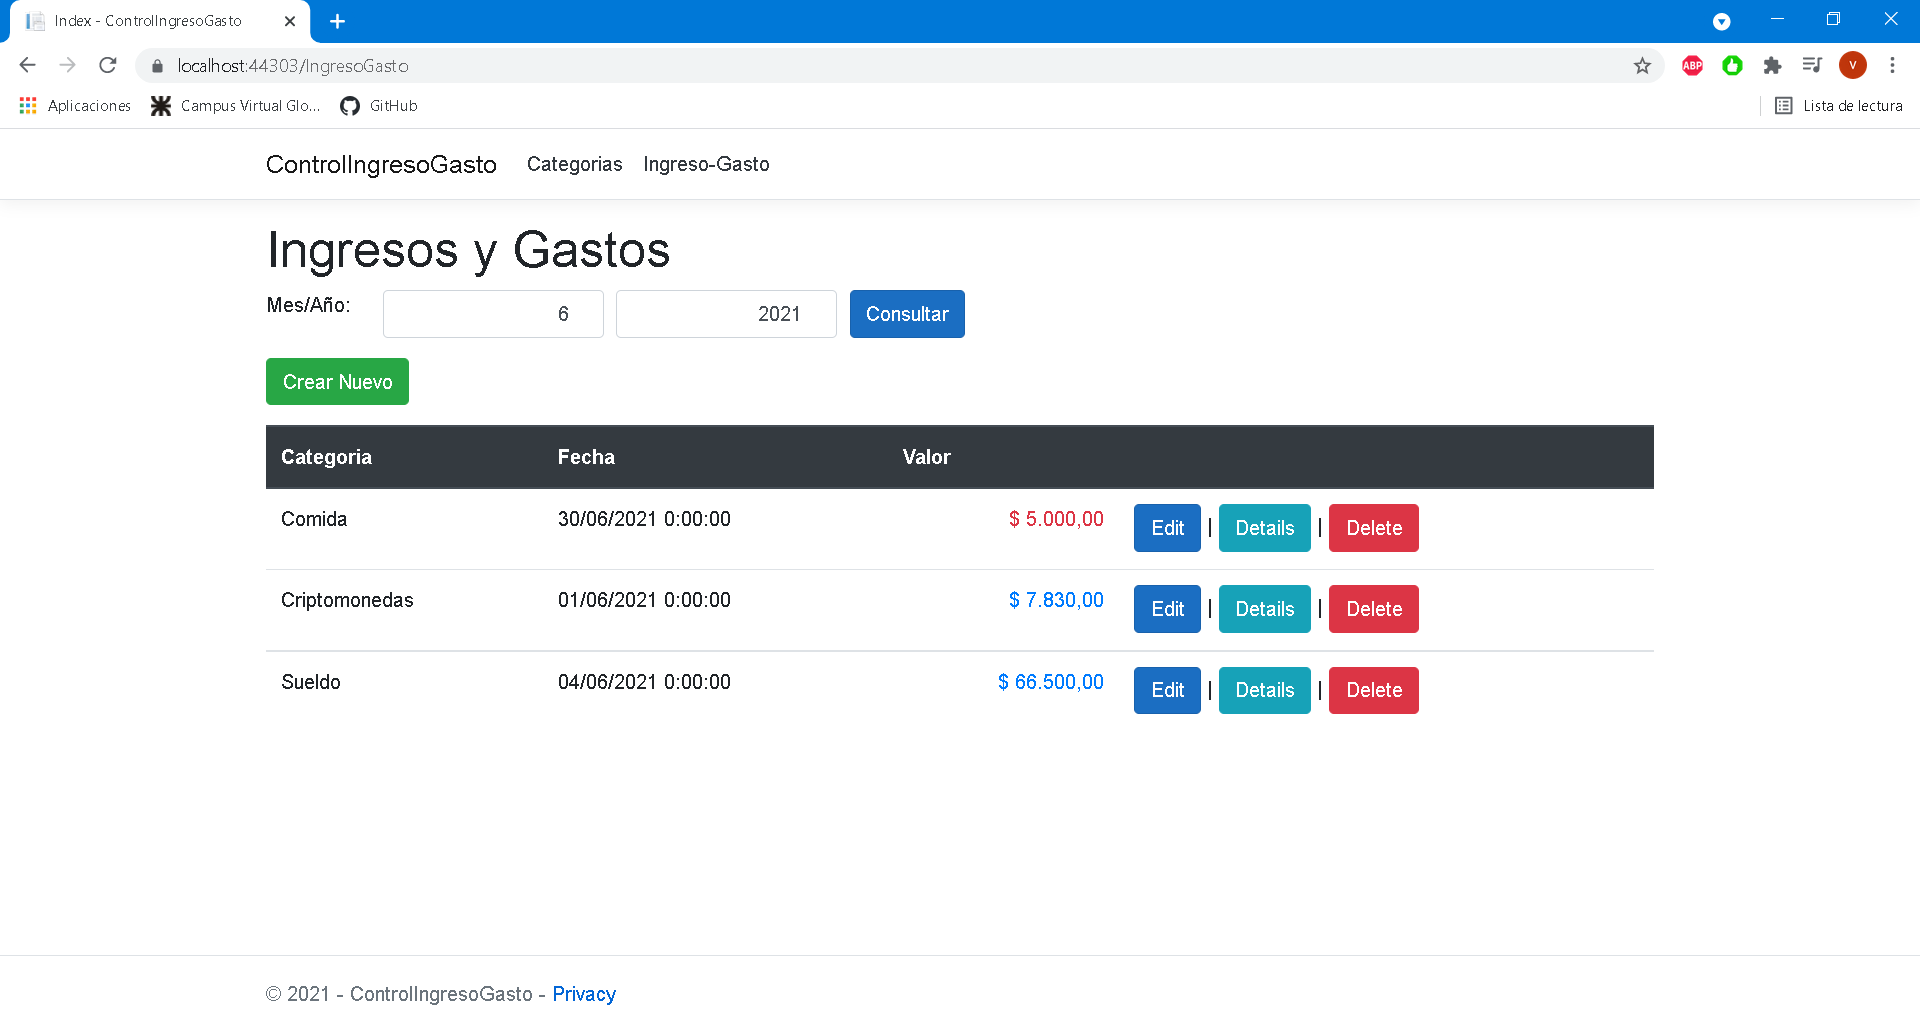 Index - ControlIngresoGasto
localhost:44303/IngresoGasto
ABP
V
Aplicaciones
Campus Virtual Glo...
GitHub
Lista de lectura
ControlIngresoGasto Categorias Ingreso-Gasto
Ingresos y Gastos
Mes/Año: 6 2021 Consultar
Crear Nuevo
Categoria Fecha Valor
Comida 30/06/2021 0:00:00 $ 5.000,00 Edit | Details | Delete
Criptomonedas 01/06/2021 0:00:00 $ 7.830,00 Edit | Details | Delete
Sueldo 04/06/2021 0:00:00 $ 66.500,00 Edit | Details | Delete
© 2021 - ControlIngresoGasto - Privacy